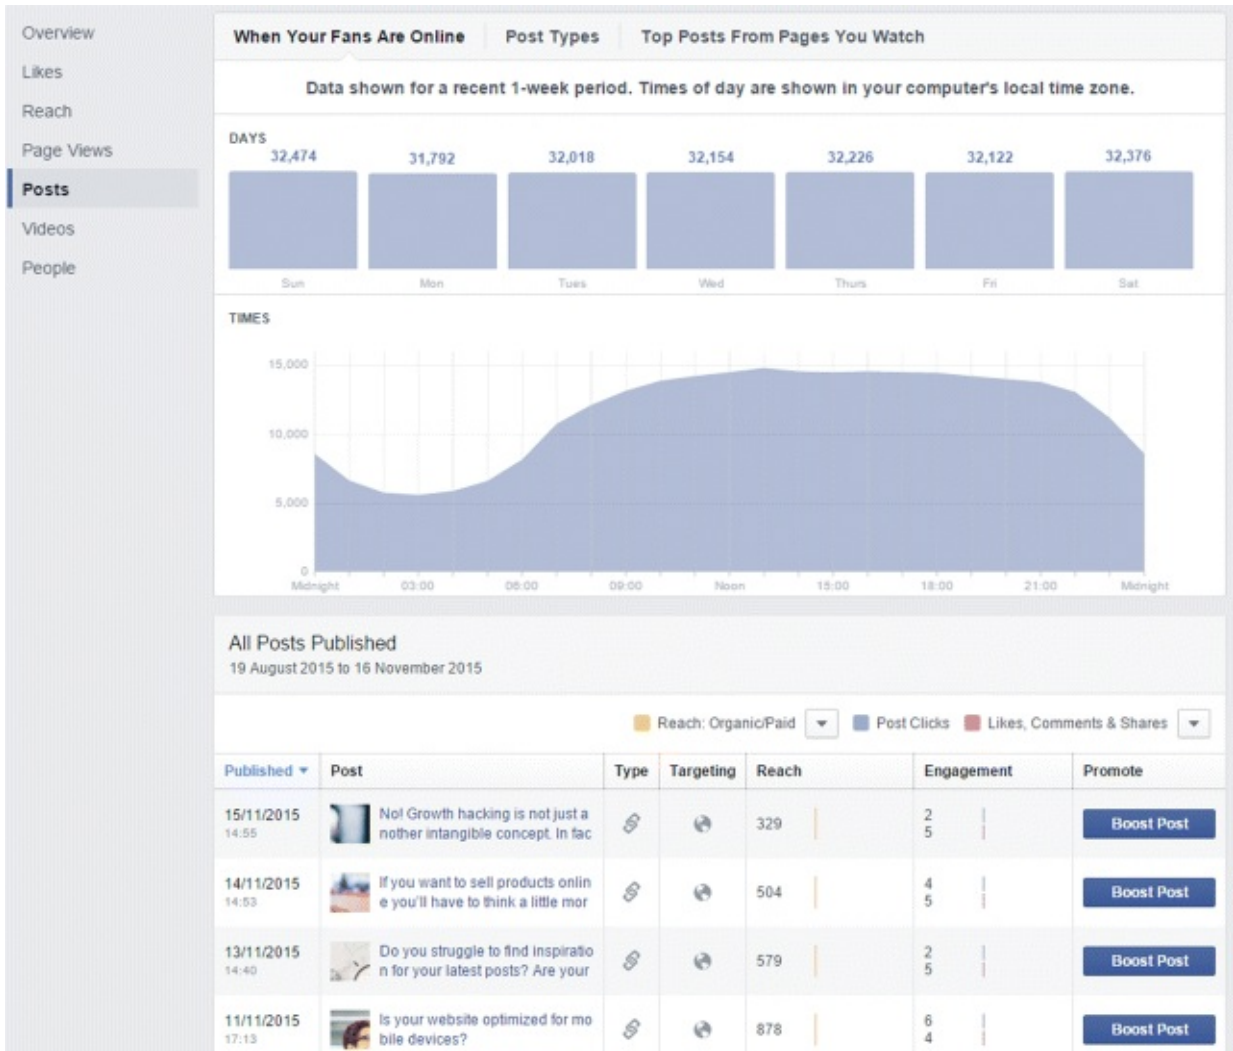 Overview
Likes
Reach
Page Views
Posts
Videos
People
When Your Fans Are Online Post Types Top Posts From Pages You Watch
Data shown for a recent 1-week period. Times of day are shown in your computer's local time zone.
DAYS
32,474 31,792 32,018 32,154 32,226 32,122 32,376
Sun Mon Tues Wed Thurs Fri Sat
TIMES
15,000
10,000
5,000
0
Midnight 03:00 06:00 09:00 Noon 15:00 18:00 21:00 Midnight
All Posts Published
19 August 2015 to 16 November 2015
Reach: Organic/Paid Post Clicks Likes, Comments & Shares
Published Post Type Targeting Reach Engagement Promote
15/11/2015 No! Growth hacking is not just a 329 2 Boost Post
14:55 nother intangible concept. In fac 5
14/11/2015 If you want to sell products onlin 504 4 Boost Post
14:53 e you'll have to think a little mor 5
13/11/2015 Do you struggle to find inspiratio 579 2 Boost Post
14:40 n for your latest posts? Are your 5
11/11/2015 Is your website optimized for mo 878 6 Boost Post
17:13 bile devices? 4